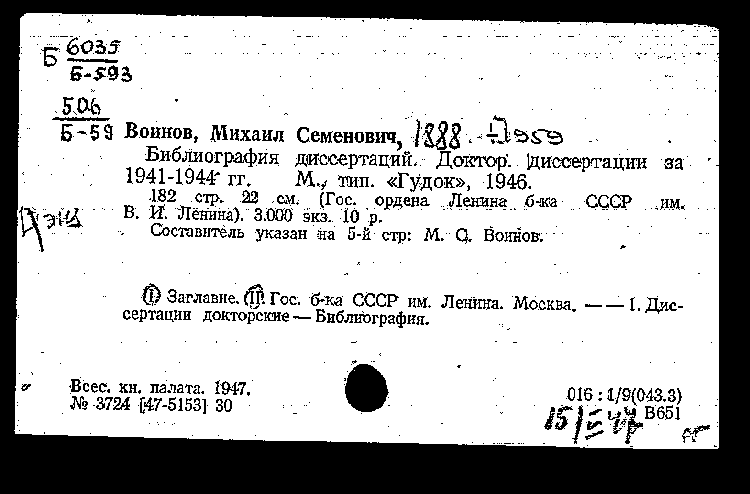 Б 6035
Б-593
506
Б-59
Воинов, Михаил Семенович, 1888-1959
Библиография диссертаций. Доктор. диссертации за
1941-1944 гг. М., тип. «Гудок», 1946.
182 стр. 22 см. (Гос. ордена Ленина б-ка СССР им.
В. И. Ленина). 3.000 экз. 10 р.
Составитель указан на 5-й стр: М. С. Воинов.
I Заглавие. II Гос. б-ка СССР им. Ленина. Москва. — — 1. Дис-
сертации докторские — Библиография.
Всес. кн. палата. 1947.
№ 3724 [47-5153] 30
016 : 1/9(043.3)
В651